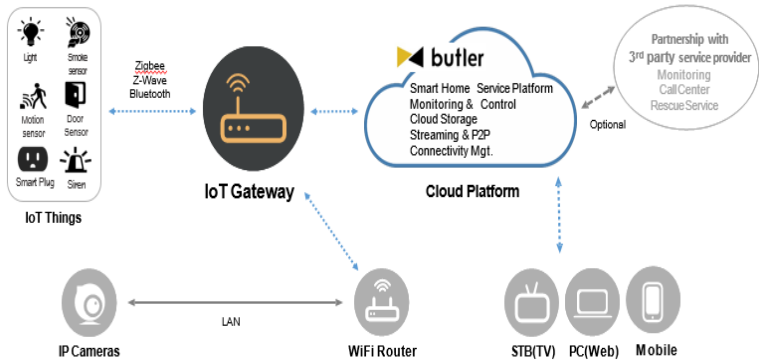 Light
Smoke
sensor
Motion
sensor
Door
Sensor
Smart Plug
Siren
IoT Things
Zigbee
Z-Wave
Bluetooth
IoT Gateway
butler
Smart Home Service Platform
Monitoring & Control
Cloud Storage
Streaming & P2P
Connectivity Mgt.
Cloud Platform
Optional
Partnership with
3rd party service provider
Monitoring
Call Center
Rescue Service
IP Cameras
LAN
WiFi Router
STB(TV)
PC(Web)
Mobile